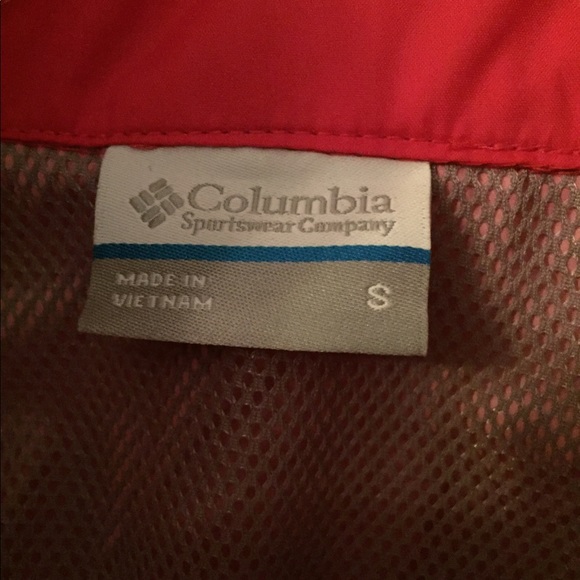 Columbia
Sportswear Company
MADE IN
VIETNAM
S